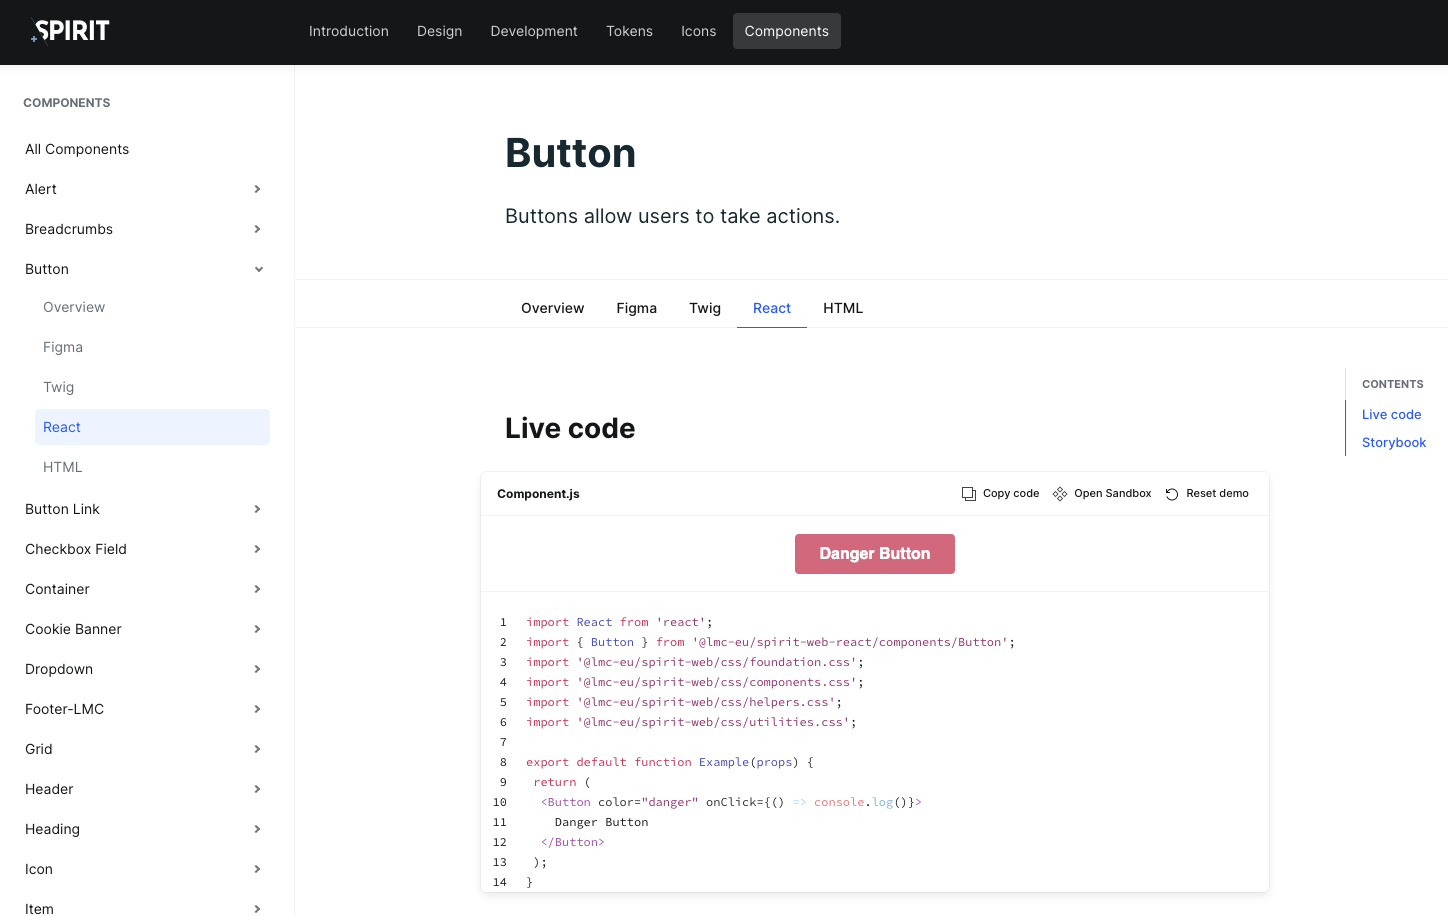 SPIRIT
Introduction Design Development Tokens Icons Components
COMPONENTS
All Components
Alert
Breadcrumbs
Button
Overview
Figma
Twig
React
HTML
Button Link
Checkbox Field
Container
Cookie Banner
Dropdown
Footer-LMC
Grid
Header
Heading
Icon
Item
Button
Buttons allow users to take actions.
Overview Figma Twig React HTML
Live code
Component.js Copy code Open Sandbox Reset demo
Danger Button
1 import React from 'react';
2 import { Button } from '@lmc-eu/spirit-web-react/components/Button';
3 import '@lmc-eu/spirit-web/css/foundation.css';
4 import '@lmc-eu/spirit-web/css/components.css';
5 import '@lmc-eu/spirit-web/css/helpers.css';
6 import '@lmc-eu/spirit-web/css/utilities.css';
7
8 export default function Example(props) {
9 return (
10 <Button color="danger" onClick={() => console.log()}>
11 Danger Button
12 </Button>
13 );
14 }
CONTENTS
Live code
Storybook